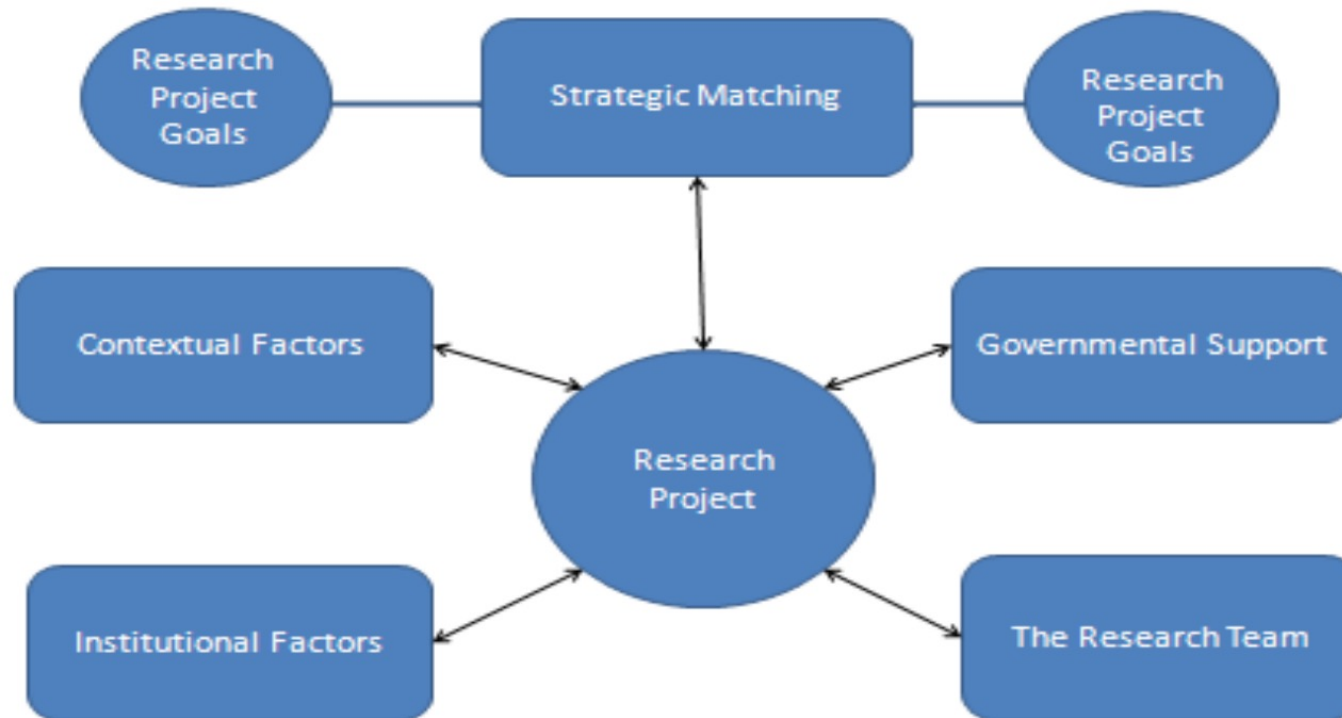 Research
Project
Goals
Strategic Matching
Research
Project
Goals
Contextual Factors
Governmental Support
Research
Project
Institutional Factors
The Research Team